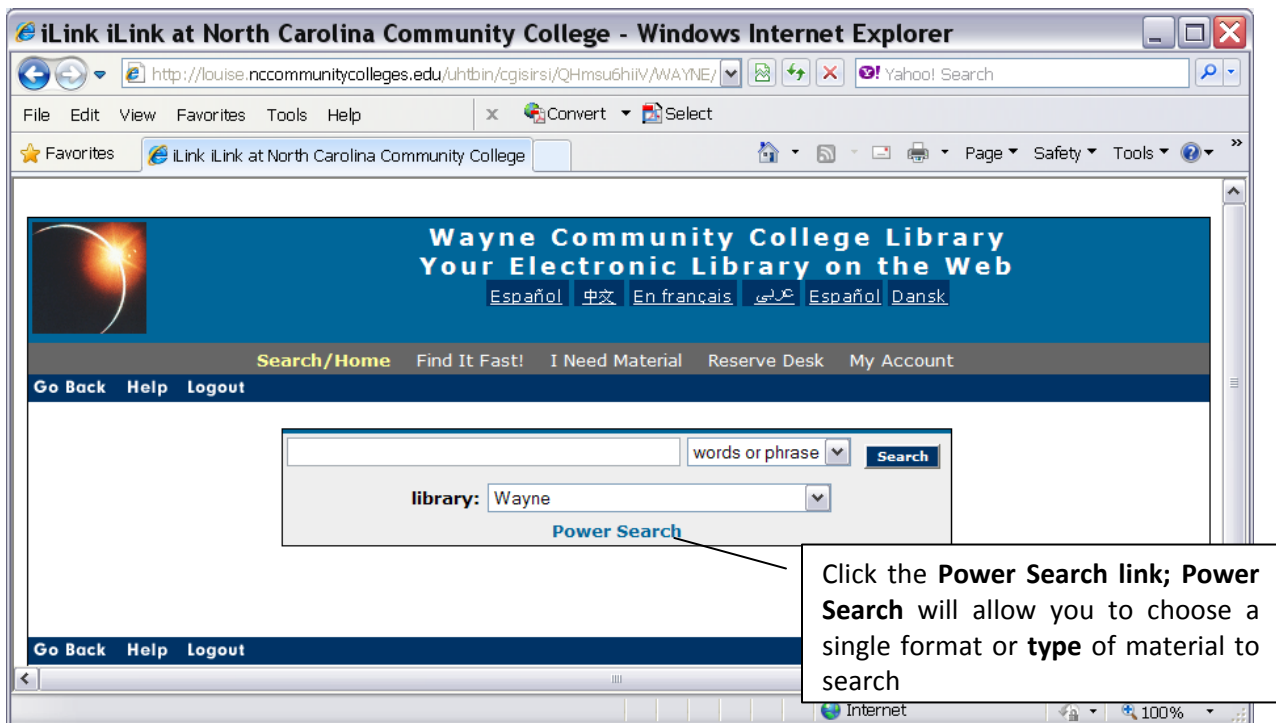 iLink iLink at North Carolina Community College - Windows Internet Explorer
http://louise.nccommunitycolleges.edu/uhtbin/cgisirsi/QHmsu6hiiV/WAYNE/ Yahoo! Search
File Edit View Favorites Tools Help x Convert Select
Favorites iLink iLink at North Carolina Community College Page Safety Tools »
Wayne Community College Library
Your Electronic Library on the Web
Español 中文 En français عربي Español Dansk
Search/Home Find It Fast! I Need Material Reserve Desk My Account
Go Back Help Logout
words or phrase Search
library: Wayne
Power Search
Click the Power Search link; Power
Search will allow you to choose a
single format or type of material to
search
Go Back Help Logout
Internet 100%